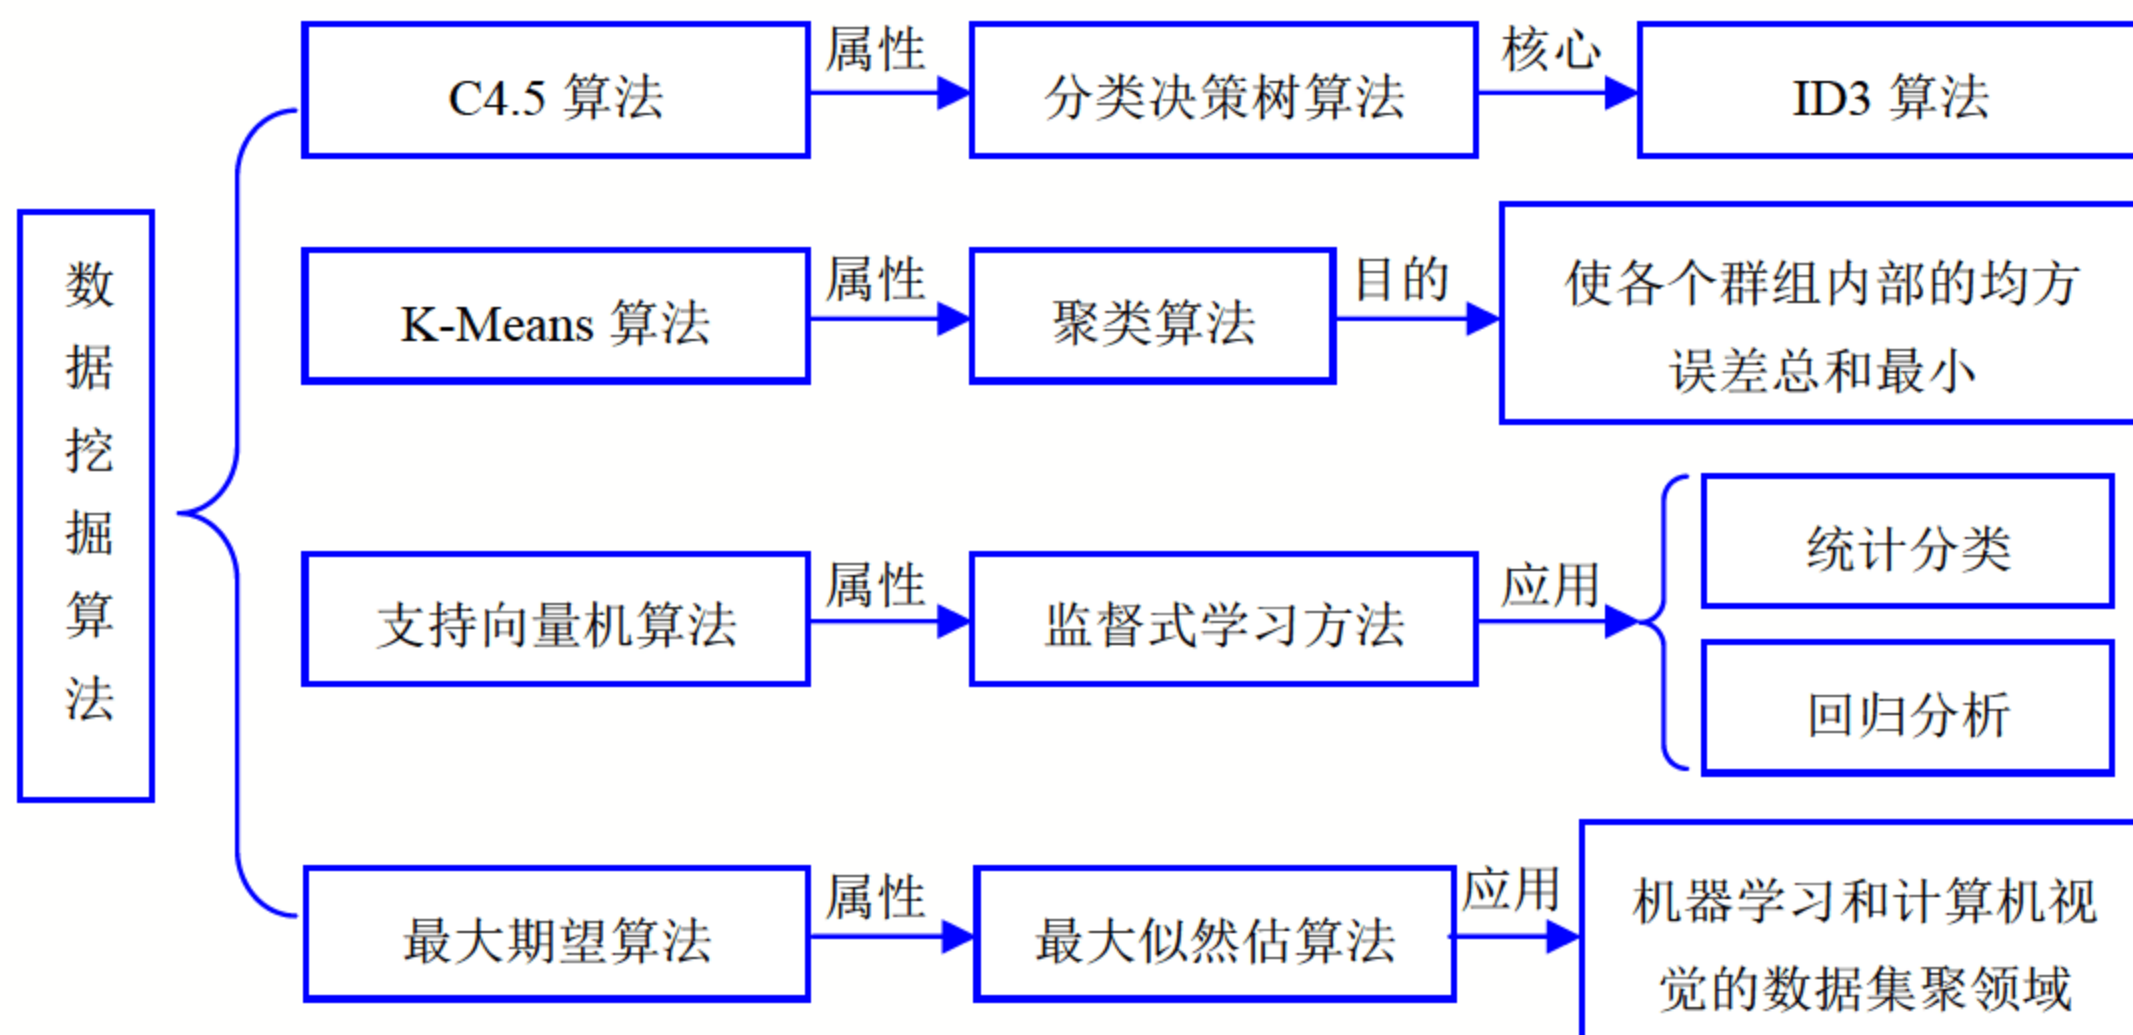 数据挖掘算法
C4.5 算法
属性
分类决策树算法
核心
ID3 算法
K-Means 算法
属性
聚类算法
目的
使各个群组内部的均方
误差总和最小
支持向量机算法
属性
监督式学习方法
应用
统计分类
回归分析
最大期望算法
属性
最大似然估算法
应用
机器学习和计算机视
觉的数据集聚领域